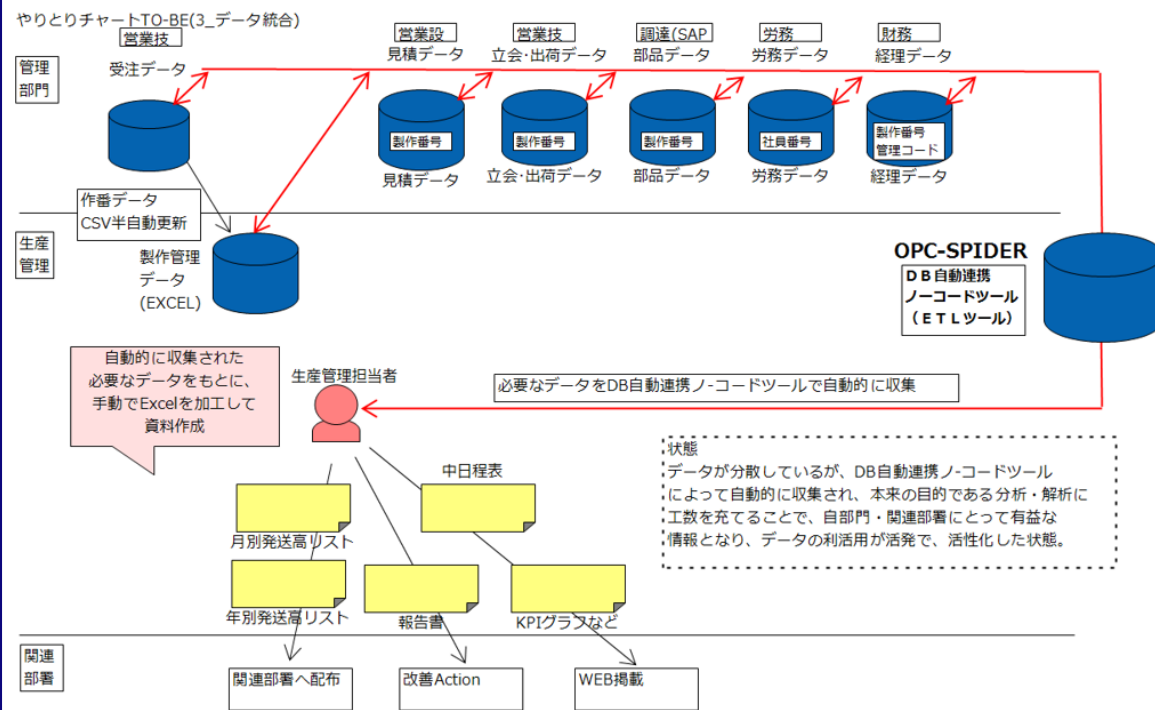 やりとりチャートTO-BE(3_データ統合)
営業技
営業設
営業技
調達(SAP
労務
財務
管理
部門
受注データ
見積データ
立会･出荷データ
部品データ
労務データ
経理データ
製作番号
製作番号
製作番号
社員番号
製作番号
管理コード
見積データ
立会･出荷データ
部品データ
労務データ
経理データ
作番データ
CSV半自動更新
生産
管理
製作管理
データ
(EXCEL)
OPC-SPIDER
ＤＢ自動連携
ノーコードツール
（ＥＴＬツール）
自動的に収集された
必要なデータをもとに、
手動でExcelを加工して
資料作成
生産管理担当者
必要なデータをDB自動連携ノ-コードツールで自動的に収集
状態
データが分散しているが、DB自動連携ノ-コードツール
によって自動的に収集され、本来の目的である分析・解析に
工数を充てることで、自部門・関連部署にとって有益な
情報となり、データの利活用が活発で、活性化した状態。
中日程表
月別発送高リスト
年別発送高リスト
報告書
KPIグラフなど
関連
部署
関連部署へ配布
改善Action
WEB掲載